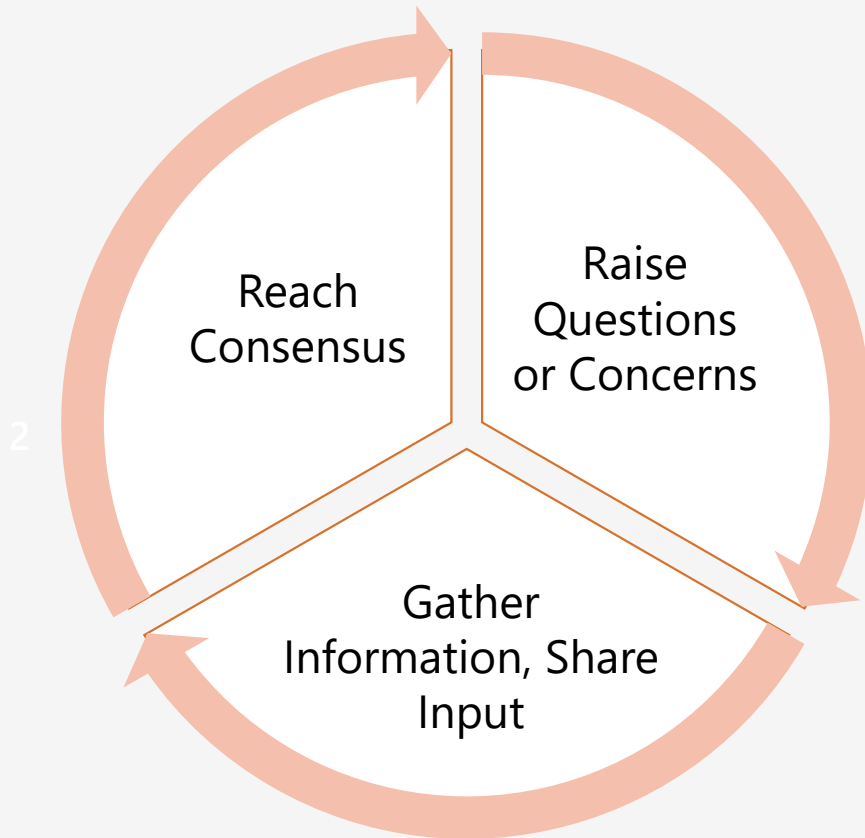 Reach
Consensus
Raise
Questions
or Concerns
2
Gather
Information, Share
Input